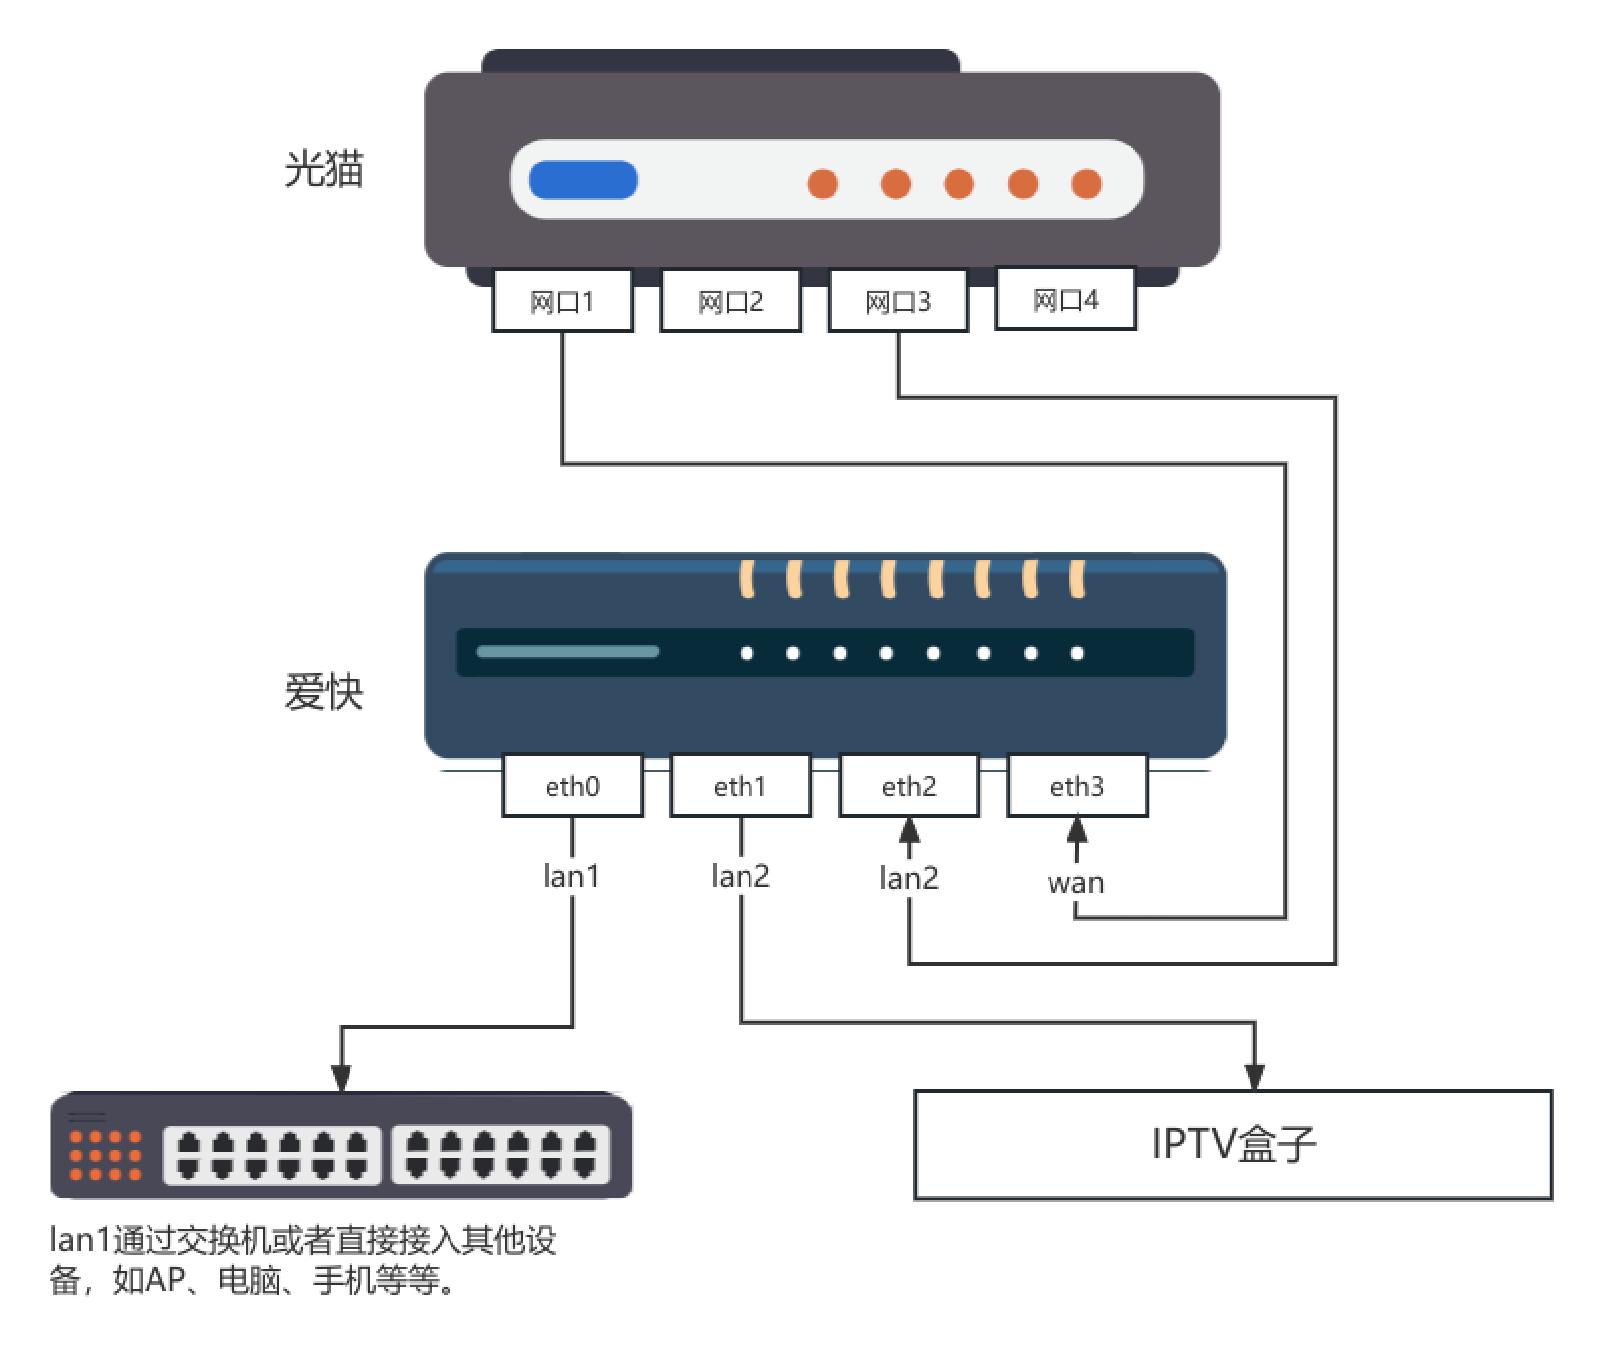 光猫
网口1
网口2
网口3
网口4
爱快
eth0
eth1
eth2
eth3
lan1
lan2
lan2
wan
IPTV盒子
lan1通过交换机或者直接接入其他设
备，如AP、电脑、手机等等。